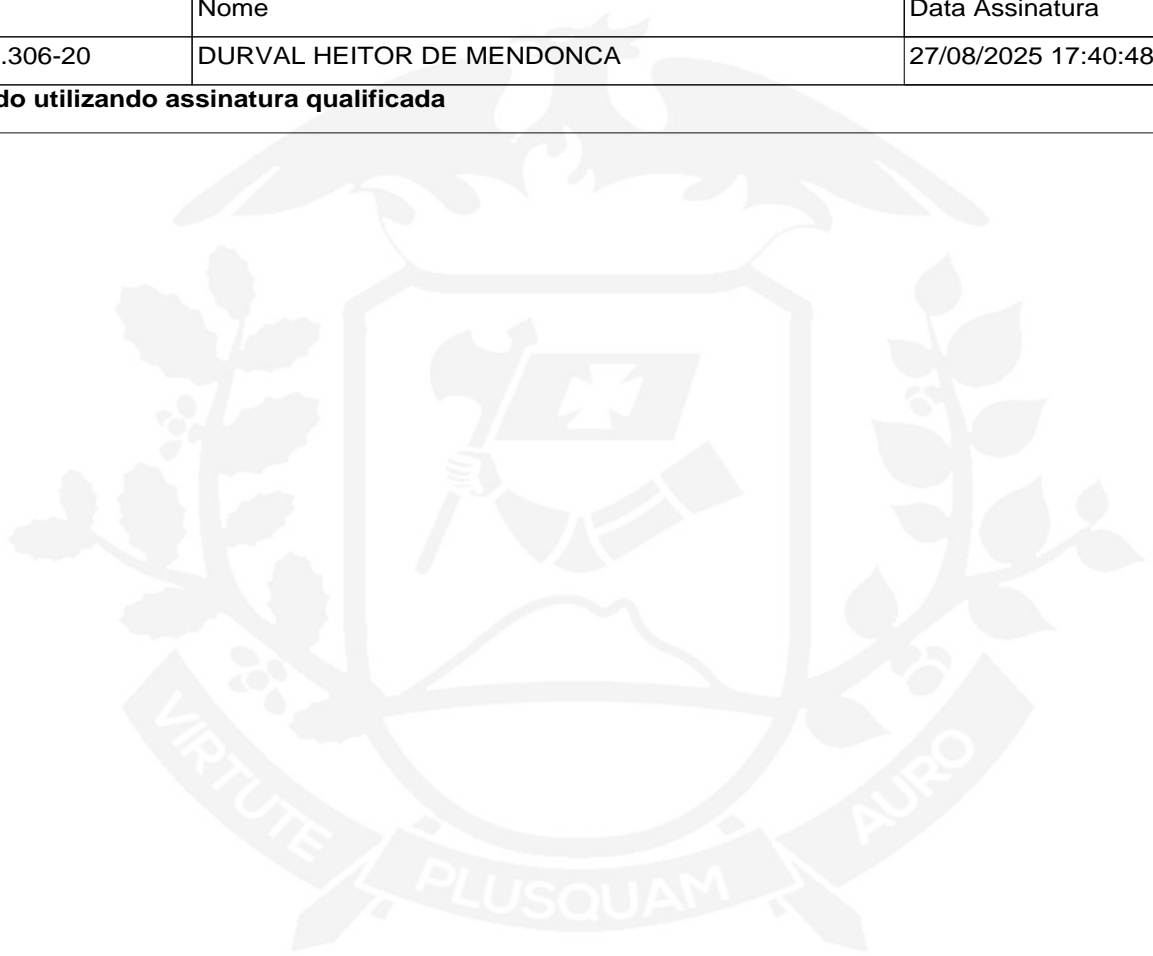 Nome Data Assinatura
.306-20 DURVAL HEITOR DE MENDONCA 27/08/2025 17:40:48
do utilizando assinatura qualificada
VIRTUTE PLUSQUAM AURO